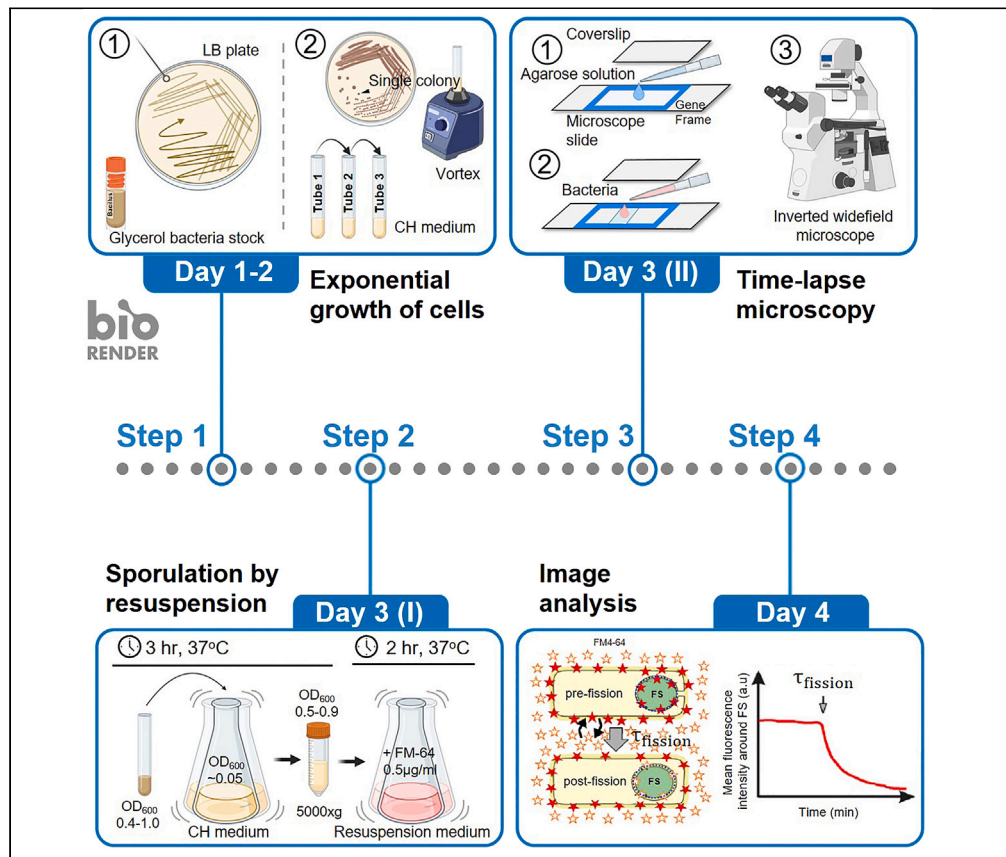 1
LB plate
Bacillus
Glycerol bacteria stock
2
Single colony
Vortex
Tube 1
Tube 2
Tube 3
CH medium
Day 1-2
Exponential
growth of cells
1
Coverslip
Agarose solution
Gene
Frame
Microscope
slide
2
Bacteria
3
Inverted widefield
microscope
Day 3 (II)
Time-lapse
microscopy
bio
RENDER
Step 1
Step 2
Step 3
Step 4
Sporulation by
resuspension
Day 3 (I)
3 hr, 37ºC
2 hr, 37ºC
OD600
0.4-1.0
OD600
~0.05
CH medium
OD600
0.5-0.9
5000xg
+ FM-64
0.5µg/ml
Resuspension medium
Image
analysis
Day 4
FM4-64
pre-fission
FS
τfission
post-fission
FS
Mean fluorescence
intensity around FS (a.u)
τfission
Time (min)